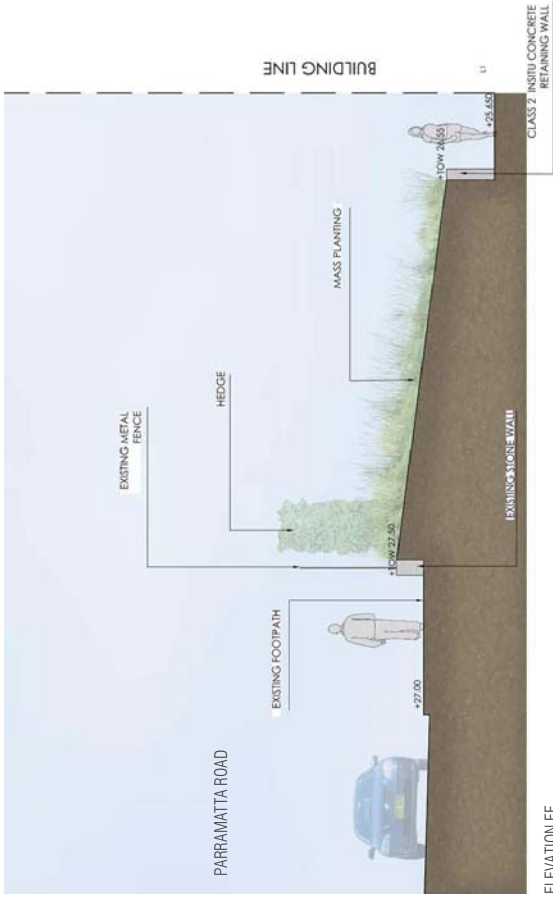 BUILDING LINE
L1
CLASS 2 INSITU CONCRETE
RETAINING WALL
+25.650
+TOW 26.55
MASS PLANTING
HEDGE
EXISTING METAL
FENCE
EXISTING STONE WALL
+TOW 27.50
EXISTING FOOTPATH
+27.00
PARRAMATTA ROAD
ELEVATION EE